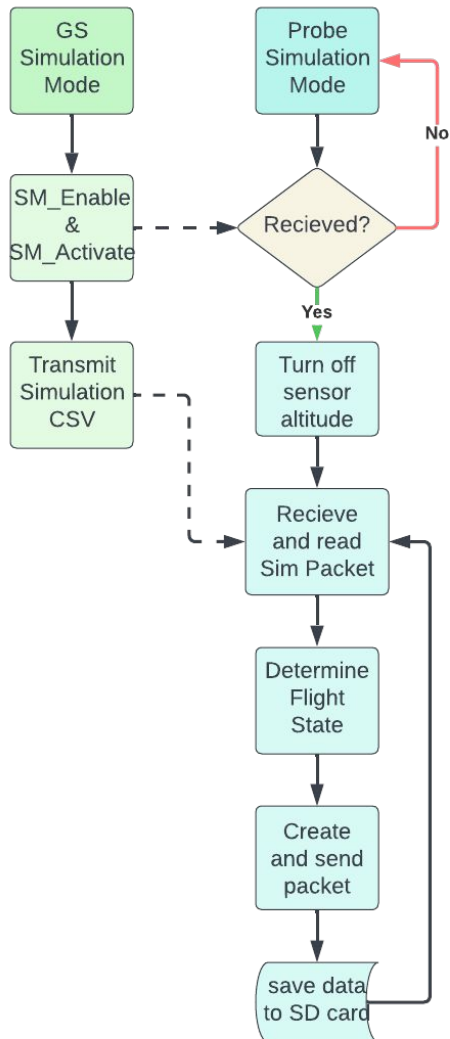 GS
Simulation
Mode
SM_Enable
&
SM_Activate
Transmit
Simulation
CSV
Probe
Simulation
Mode
No
Recieved?
Yes
Turn off
sensor
altitude
Recieve
and read
Sim Packet
Determine
Flight
State
Create
and send
packet
save data
to SD card